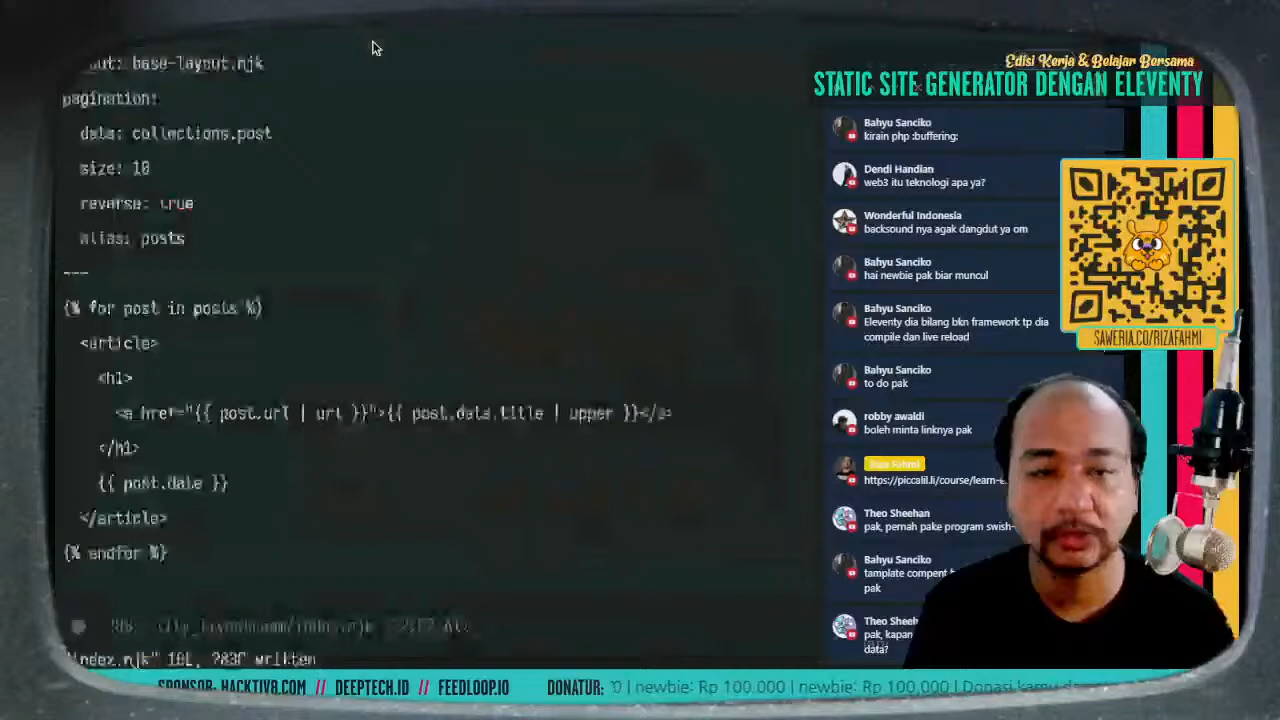 base-layout.njk
pagination:
data: collections.post
size: 10
reverse: true
alias: posts
---
{% for post in posts %}
<article>
<h1>
<a href="{{ post.url | url }}">{{ post.data.title | upper }}</a>
</h1>
{{ post.date }}
</article>
{% endfor %}
written
Edisi Kerja & Belajar Bersama
STATIC SITE GENERATOR DENGAN ELEVENTY
Bahyu Sanciko
kirain php :buffering:
Dendi Handian
web3 itu teknologi apa ya?
Wonderful Indonesia
backsound nya agak dangdut ya om
Bahyu Sanciko
hai newbie pak biar muncul
Bahyu Sanciko
Eleventy dia bilang bkn framework tp dia
compile dan live reload
Bahyu Sanciko
to do pak
robby awaldi
boleh minta linknya pak
Riza Fahmi
https://piccalil.li/course/learn-
Theo Sheehan
pak, pernah pake program swish-
Bahyu Sanciko
tamplate compent
pak
Theo
pak, kapan
data?
SAWERIA.CO/RIZAFAHMI
SPONSOR: HACKTIV8.COM // DEEPTECH.ID // FEEDLOOP.IO
DONATUR: 0 | newbie: Rp 100.000 | newbie: Rp 100,000 | Donasi kamu